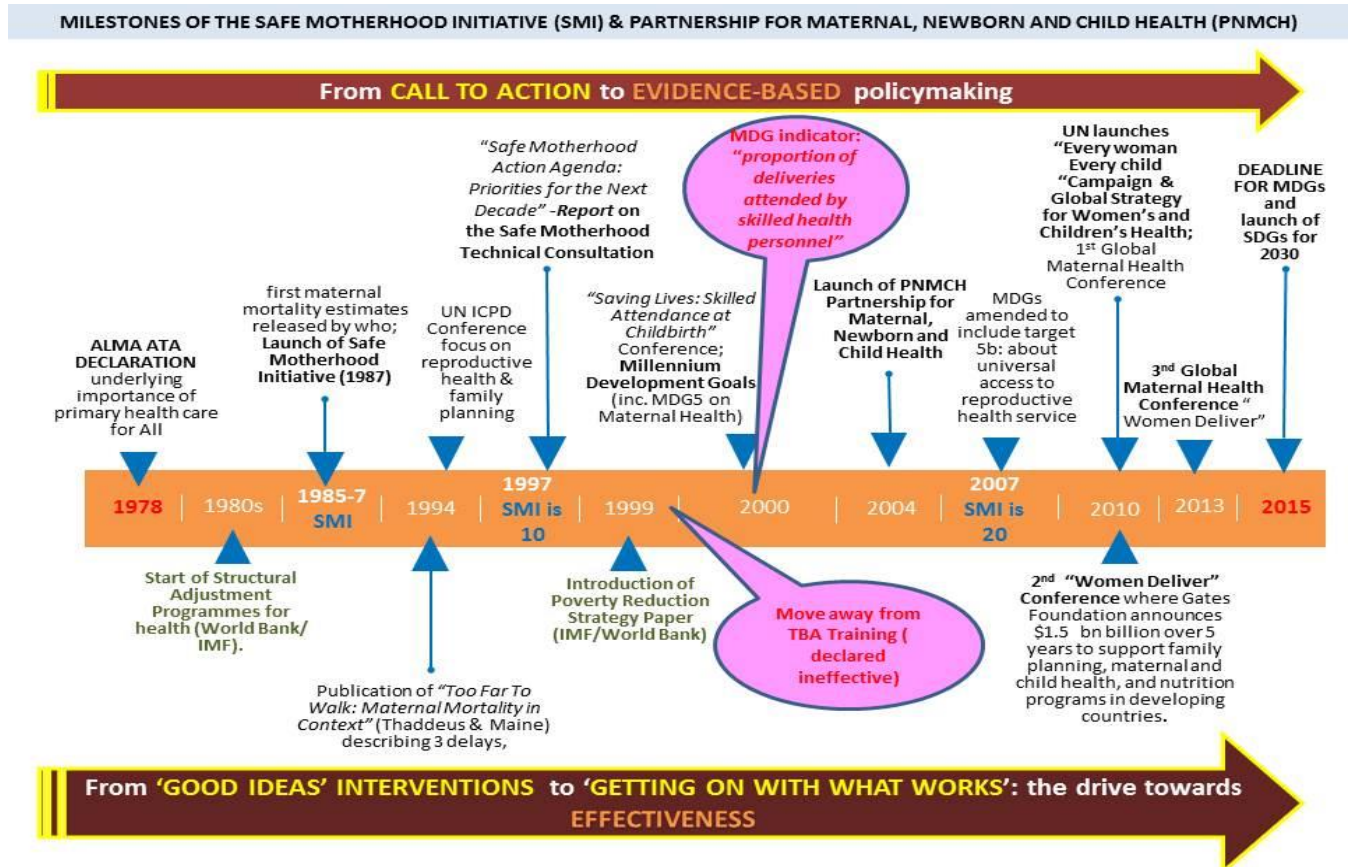 MILESTONES OF THE SAFE MOTHERHOOD INITIATIVE (SMI) & PARTNERSHIP FOR MATERNAL, NEWBORN AND CHILD HEALTH (PNMCH)
From CALL TO ACTION to EVIDENCE-BASED policymaking
ALMA ATA
DECLARATION
underlying
importance of
primary health care
for All
first maternal
mortality estimates
released by who;
Launch of Safe
Motherhood
Initiative (1987)
UN ICPD
Conference
focus on
reproductive
health &
family
planning
"Safe Motherhood
Action Agenda:
Priorities for the Next
Decade" -Report on
the Safe Motherhood
Technical Consultation
"Saving Lives: Skilled
Attendance at
Childbirth"
Conference;
Millennium
Development Goals
(inc. MDG5 on
Maternal Health)
MDG indicator:
"proportion of
deliveries
attended by
skilled health
personnel"
Launch of PNMCH
Partnership for
Maternal,
Newborn and
Child Health
MDGs
amended to
include target
5b: about
universal
access to
reproductive
health service
UN launches
"Every woman
Every child
"Campaign &
Global Strategy
for Women's and
Children's Health;
1st Global
Maternal Health
Conference
3nd Global
Maternal Health
Conference "
Women Deliver"
DEADLINE
FOR MDGs
and
launch of
SDGs for
2030
1978
1980s
1985-7
SMI
1994
1997
SMI is
10
1999
2000
2004
2007
SMI is
20
2010
2013
2015
Start of Structural
Adjustment
Programmes for
health (World Bank/
IMF).
Publication of "Too Far To
Walk: Maternal Mortality in
Context" (Thaddeus & Maine)
describing 3 delays,
Introduction of
Poverty Reduction
Strategy Paper
(IMF/World Bank)
Move away from
TBA Training (
declared
ineffective)
2nd "Women Deliver"
Conference where Gates
Foundation announces
$1.5 bn billion over 5
years to support family
planning, maternal and
child health, and nutrition
programs in developing
countries.
From 'GOOD IDEAS' INTERVENTIONS to 'GETTING ON WITH WHAT WORKS': the drive towards
EFFECTIVENESS